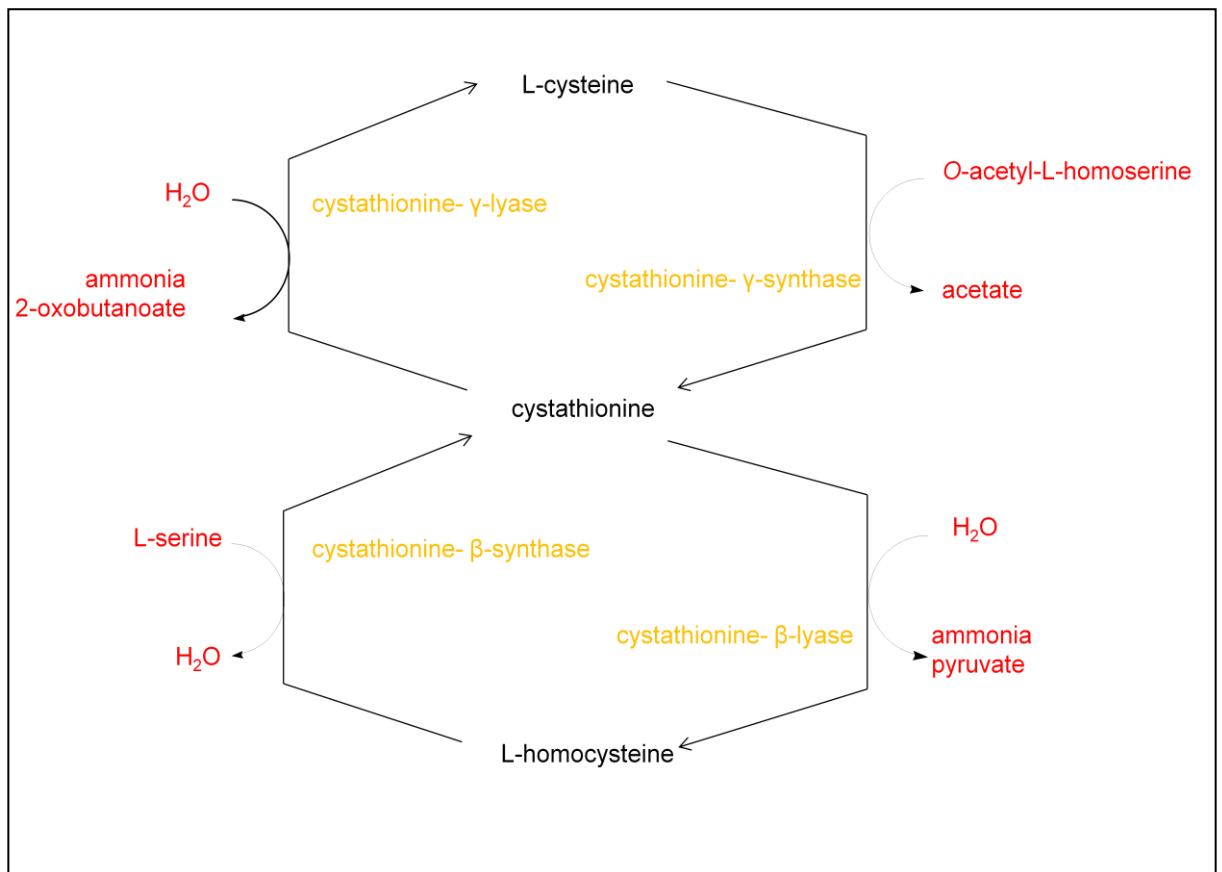 L-cysteine
O-acetyl-L-homoserine
H₂O
cystathionine- γ-lyase
ammonia
2-oxobutanoate
cystathionine- γ-synthase
acetate
cystathionine
L-serine
H₂O
cystathionine- β-synthase
H₂O
cystathionine- β-lyase
ammonia
pyruvate
L-homocysteine